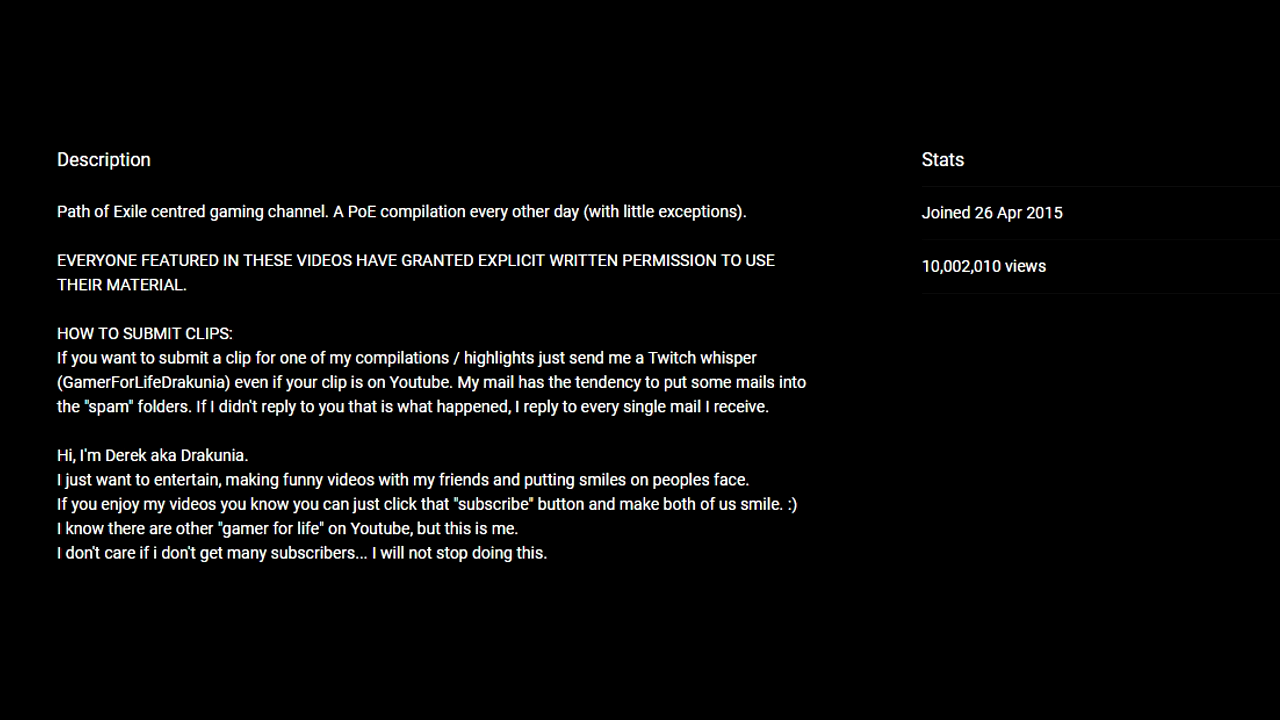 Description
Path of Exile centred gaming channel. A PoE compilation every other day (with little exceptions).
EVERYONE FEATURED IN THESE VIDEOS HAVE GRANTED EXPLICIT WRITTEN PERMISSION TO USE
THEIR MATERIAL.
HOW TO SUBMIT CLIPS:
If you want to submit a clip for one of my compilations / highlights just send me a Twitch whisper
(GamerForLifeDrakunia) even if your clip is on Youtube. My mail has the tendency to put some mails into
the "spam" folders. If I didn't reply to you that is what happened, I reply to every single mail I receive.
Hi, I'm Derek aka Drakunia.
I just want to entertain, making funny videos with my friends and putting smiles on peoples face.
If you enjoy my videos you know you can just click that "subscribe" button and make both of us smile. :)
I know there are other "gamer for life" on Youtube, but this is me.
I don't care if i don't get many subscribers... I will not stop doing this.
Stats
Joined 26 Apr 2015
10,002,010 views